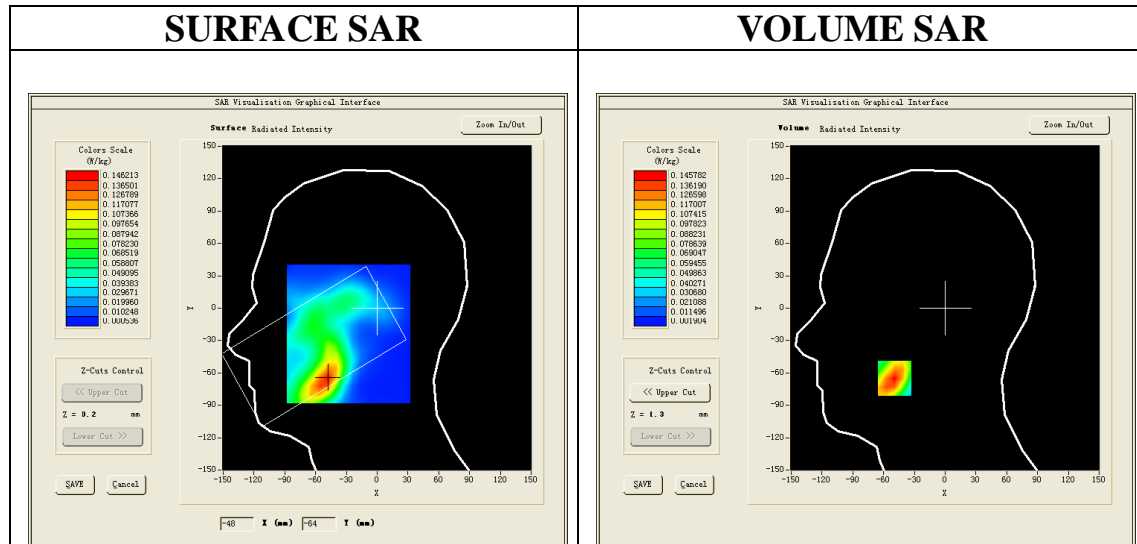 SURFACE SAR
VOLUME SAR
SAR Visualisation Graphical Interface
Surface Radiated Intensity
Zoom In/Out
Colors Scale
(W/kg)
0.146213
0.136501
0.126789
0.117077
0.107366
0.097654
0.087942
0.078230
0.068519
0.058807
0.049095
0.039383
0.029671
0.019960
0.010248
0.000536
Z-Cuts Control
<< Upper Cut
Z = 0.2 mm
Lower Cut >>
SAVE
Cancel
150
120
90
60
30
0
-30
-60
-90
-120
-150
Y
-150 -120 -90 -60 -30 0 30 60 90 120 150
X
-48 X (mm) -64 Y (mm)
SAR Visualisation Graphical Interface
Volume Radiated Intensity
Zoom In/Out
Colors Scale
(W/kg)
0.145782
0.136190
0.126598
0.117007
0.107415
0.097823
0.088231
0.078639
0.069047
0.059455
0.049863
0.040271
0.030680
0.021088
0.011496
0.001904
Z-Cuts Control
<< Upper Cut
Z = 1.3 mm
Lower Cut >>
SAVE
Cancel
150
120
90
60
30
0
-30
-60
-90
-120
-150
Y
-150 -120 -90 -60 -30 0 30 60 90 120 150
X